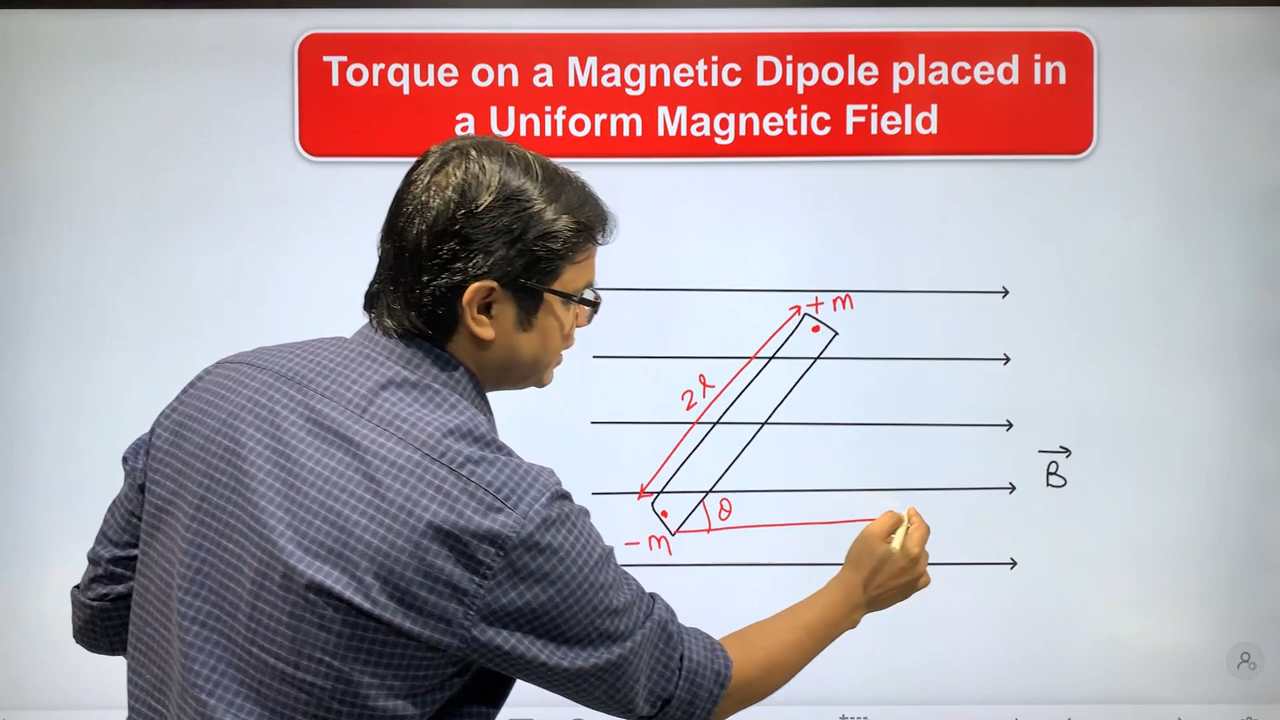 Torque on a Magnetic Dipole placed in
a Uniform Magnetic Field
+ m
2l
B
θ
- m